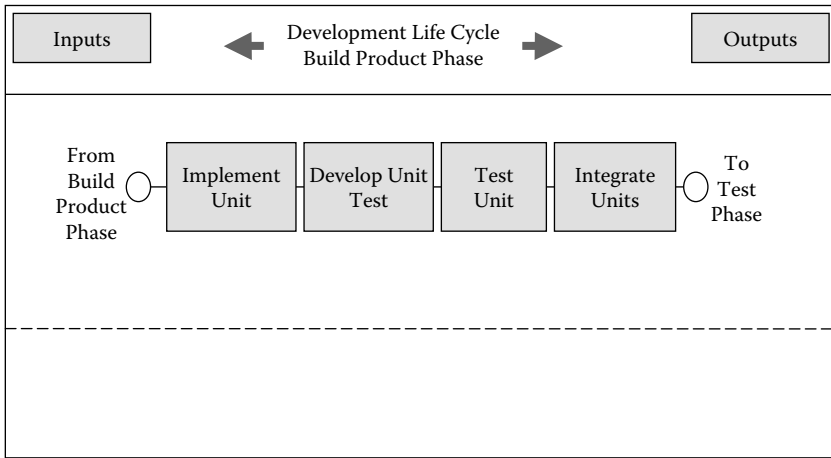 Inputs
Development Life Cycle
Build Product Phase
Outputs
From
Build
Product
Phase
Implement
Unit
Develop Unit
Test
Test
Unit
Integrate
Units
To
Test
Phase